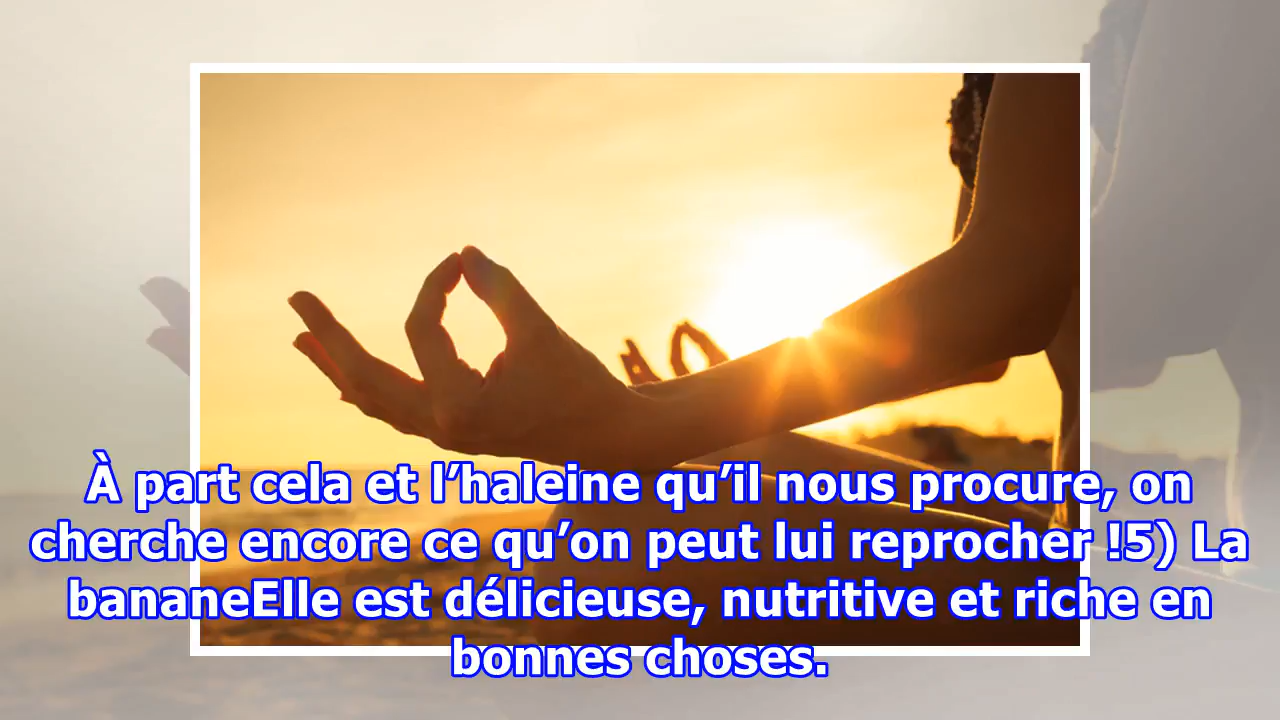 À part cela et l’haleine qu’il nous procure, on
cherche encore ce qu’on peut lui reprocher !5) La
bananeElle est délicieuse, nutritive et riche en
bonnes choses.